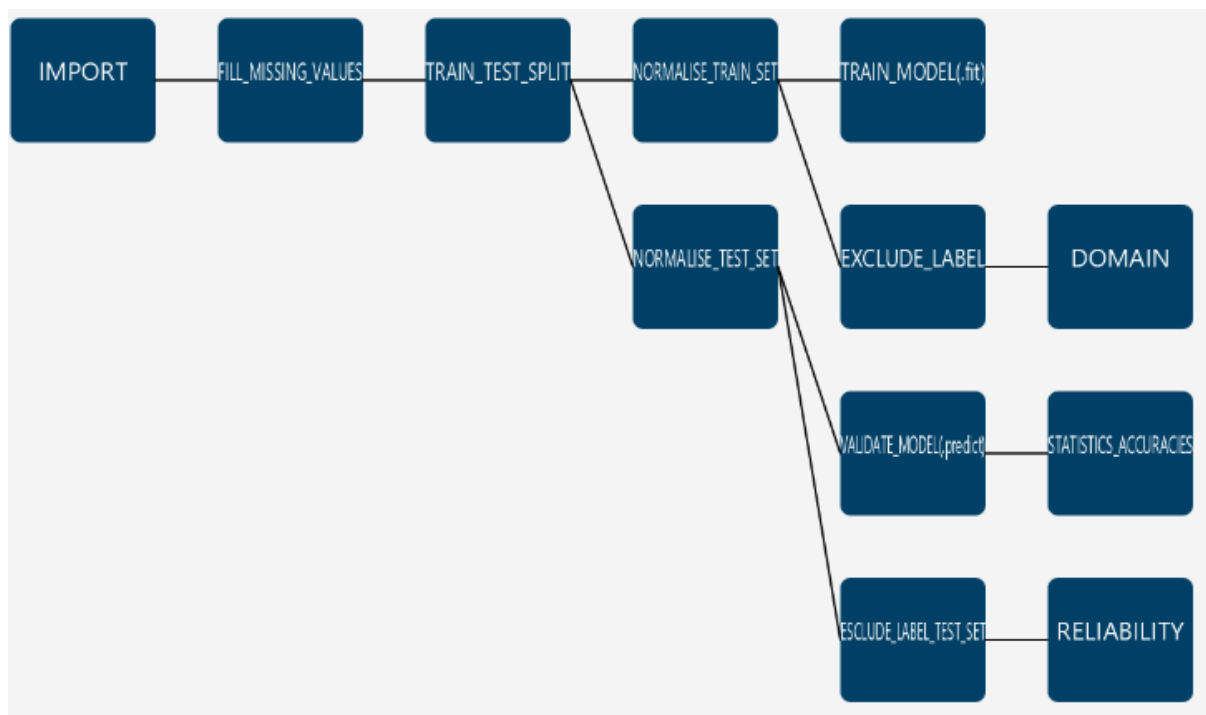 IMPORT
FILL_MISSING_VALUES
TRAIN_TEST_SPLIT
NORMALISE_TRAIN_SET
TRAIN_MODEL(.fit)
NORMALISE_TEST_SET
EXCLUDE_LABEL
DOMAIN
VALIDATE_MODEL(.predict)
STATISTICS_ACCURACIES
ESCLUDE_LABEL_TEST_SET
RELIABILITY